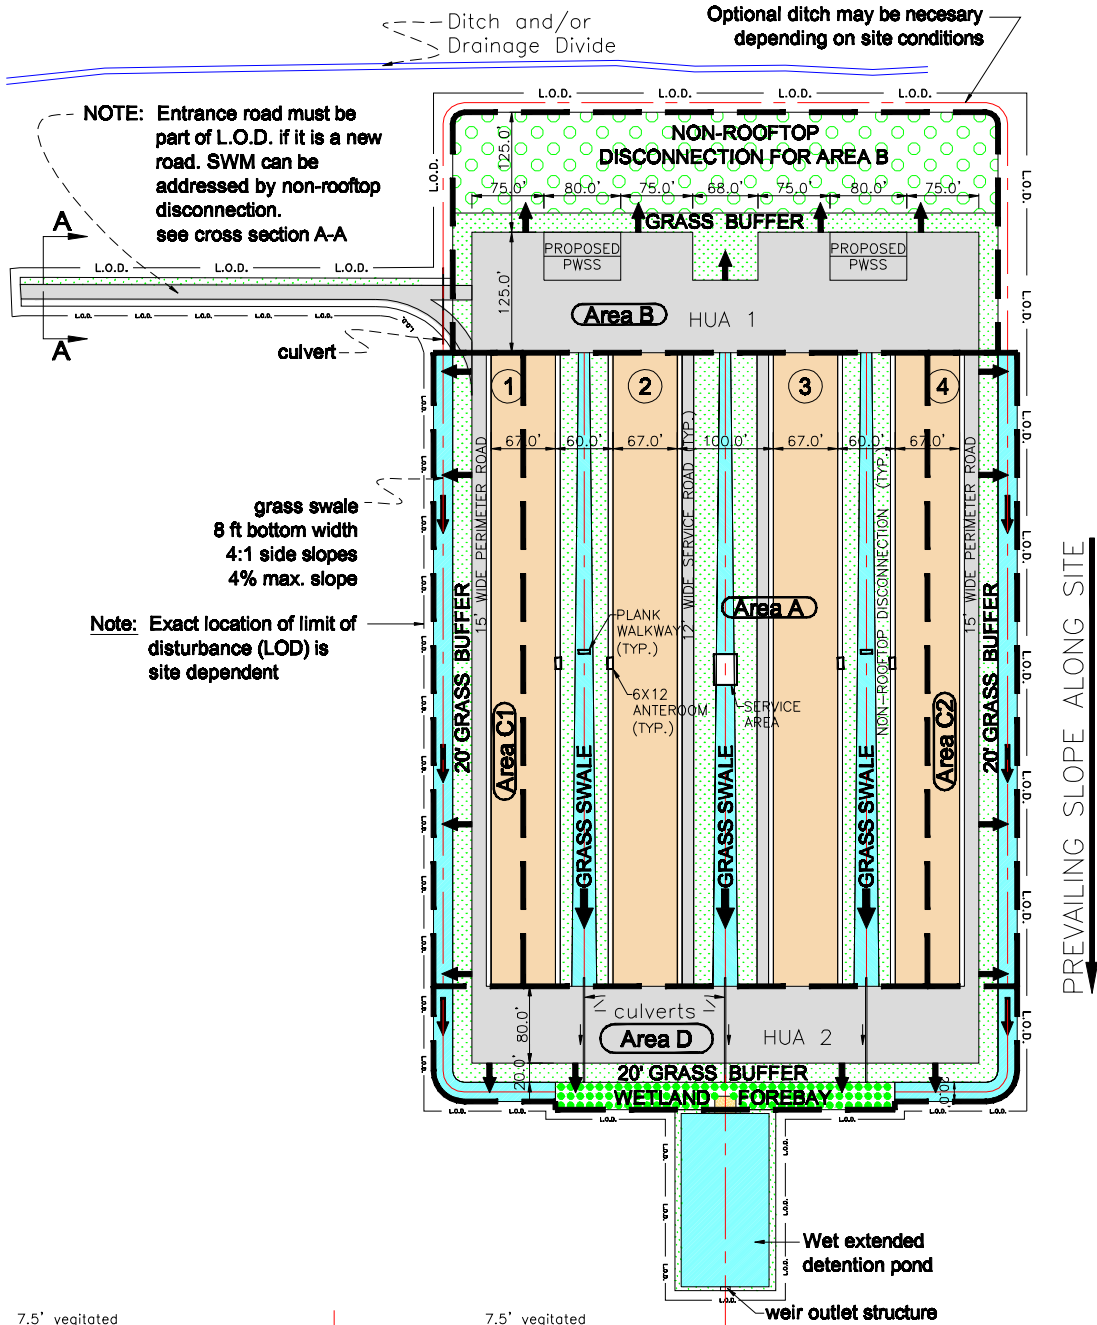 Ditch and/or
Drainage Divide
Optional ditch may be necesary
depending on site conditions
L.O.D. L.O.D. L.O.D. L.O.D.
NOTE: Entrance road must be
part of L.O.D. if it is a new
road. SWM can be
addressed by non-rooftop
disconnection.
see cross section A-A
L.O.D.
L.O.D.
125.0'
NON-ROOFTOP
DISCONNECTION FOR AREA B
75.0' 80.0' 75.0' 68.0' 75.0' 80.0' 75.0'
GRASS BUFFER
A
L.O.D. L.O.D. L.O.D.
PROPOSED
PWSS
PROPOSED
PWSS
125.0'
L.O.D.
L.O.D. L.O.D. L.O.D. L.O.D. L.O.D.
L.O.D.
Area B HUA 1
A
culvert
1 2 3 4
67.0' 60.0' 67.0' 100.0' 67.0' 60.0' 67.0'
15' WIDE PERIMETER ROAD
12' WIDE SERVICE ROAD (TYP.)
NON-ROOFTOP DISCONNECTION (TYP.)
15' WIDE PERIMETER ROAD
grass swale
8 ft bottom width
4:1 side slopes
4% max. slope
Note: Exact location of limit of
disturbance (LOD) is
site dependent
20' GRASS BUFFER
20' GRASS BUFFER
PREVAILING SLOPE ALONG SITE
Area A
PLANK
WALKWAY
(TYP.)
6X12
ANTEROOM
(TYP.)
SERVICE
AREA
Area C1
Area C2
GRASS SWALE
GRASS SWALE
GRASS SWALE
L.O.D.
L.O.D.
L.O.D.
L.O.D.
L.O.D.
L.O.D.
L.O.D.
L.O.D.
L.O.D.
L.O.D.
L.O.D.
L.O.D.
L.O.D.
L.O.D.
80.0'
culverts
Area D HUA 2
20.0'
20' GRASS BUFFER
20.0'
WETLAND FOREBAY
L.O.D. L.O.D. L.O.D. L.O.D.
L.O.D.
L.O.D.
L.O.D.
L.O.D.
L.O.D.
L.O.D.
Wet extended
detention pond
L.O.D.
weir outlet structure
7.5' vegitated 7.5' vegitated